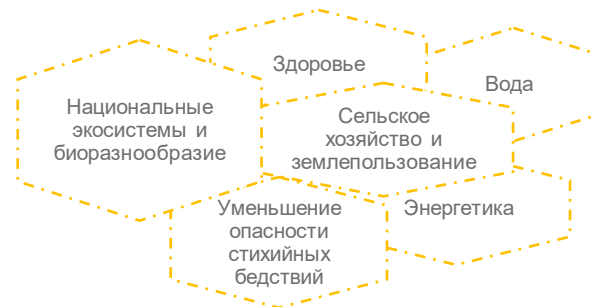 Здоровье
Вода
Национальные
экосистемы и
биоразнообразие
Сельское
хозяйство и
землепользование
Уменьшение
опасности
стихийных
бедствий
Энергетика